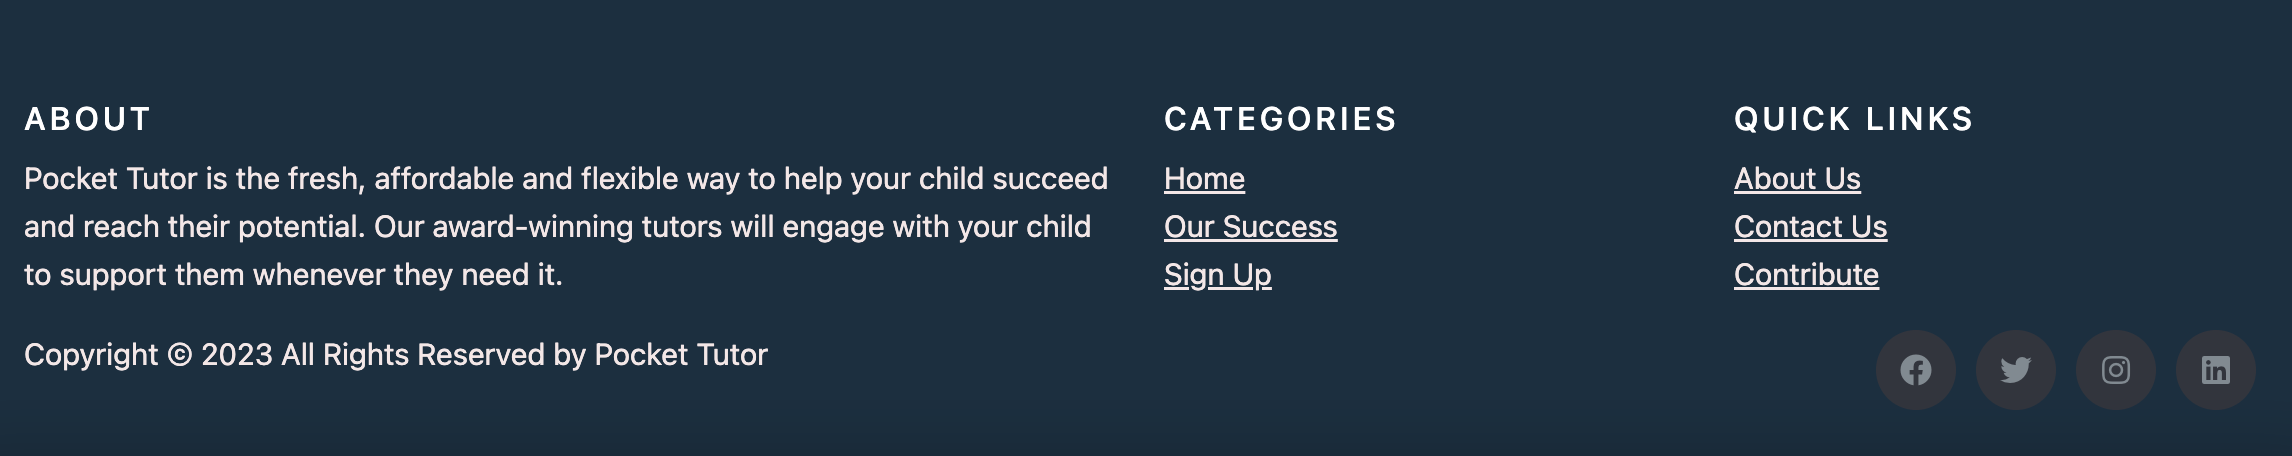 ABOUT
Pocket Tutor is the fresh, affordable and flexible way to help your child succeed
and reach their potential. Our award-winning tutors will engage with your child
to support them whenever they need it.
Copyright © 2023 All Rights Reserved by Pocket Tutor
CATEGORIES
Home
Our Success
Sign Up
QUICK LINKS
About Us
Contact Us
Contribute